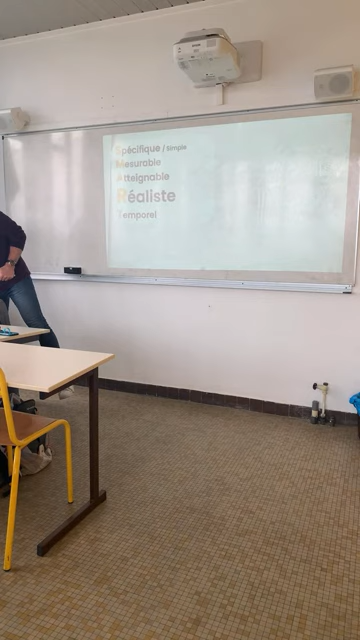 Spécifique / Simple
Mesurable
Atteignable
Réaliste
Temporel